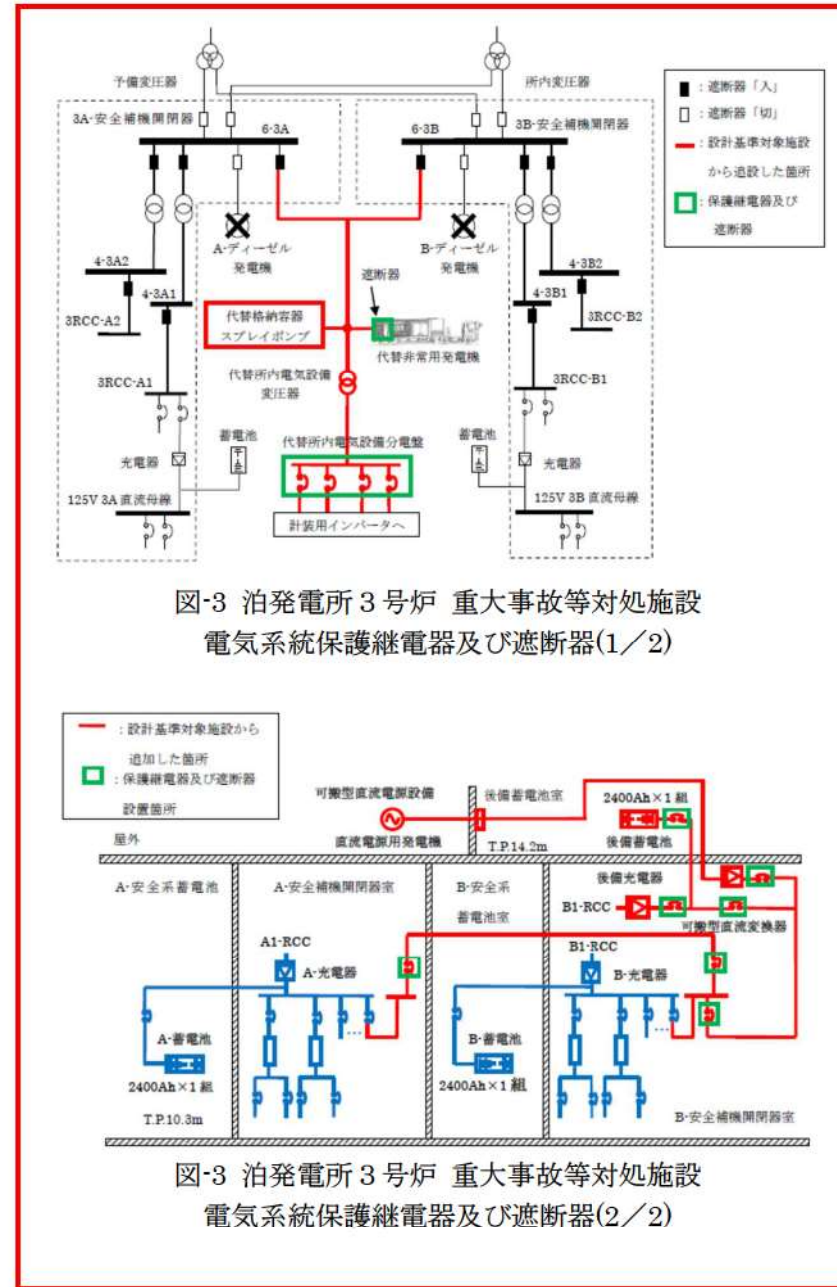 予備変圧器
所内変圧器
3A-安全補機開閉器
6-3A
6-3B
3B-安全補機開閉器
：遮断器「入」
：遮断器「切」
：設計基準対象施設
から追設した箇所
：保護継電器及び
遮断器
A-ディーゼル
発電機
B-ディーゼル
発電機
4-3A2
4-3A1
4-3B2
4-3B1
3RCC-A2
3RCC-B2
遮断器
代替格納容器
スプレイポンプ
代替非常用発電機
代替所内電気設備
変圧器
3RCC-A1
3RCC-B1
蓄電池
代替所内電気設備分電盤
蓄電池
充電器
充電器
125V 3A 直流母線
125V 3B 直流母線
計装用インバータへ
図-3 泊発電所３号炉 重大事故等対処施設
電気系統保護継電器及び遮断器(1／2)
：設計基準対象施設から
追加した箇所
：保護継電器及び遮断器
設置箇所
可搬型直流電源設備
直流電源用発電機
後備蓄電池室
2400Ah×1 組
後備蓄電池
屋外
T.P.14.2m
後備充電器
A-安全系蓄電池
A-安全補機開閉器室
B-安全系
蓄電池室
B1-RCC
可搬型直流変換器
A1-RCC
A-充電器
B1-RCC
B-充電器
A-蓄電池
2400Ah×1 組
B-蓄電池
2400Ah×1 組
T.P.10.3m
B-安全補機開閉器室
図-3 泊発電所３号炉 重大事故等対処施設
電気系統保護継電器及び遮断器(2／2)